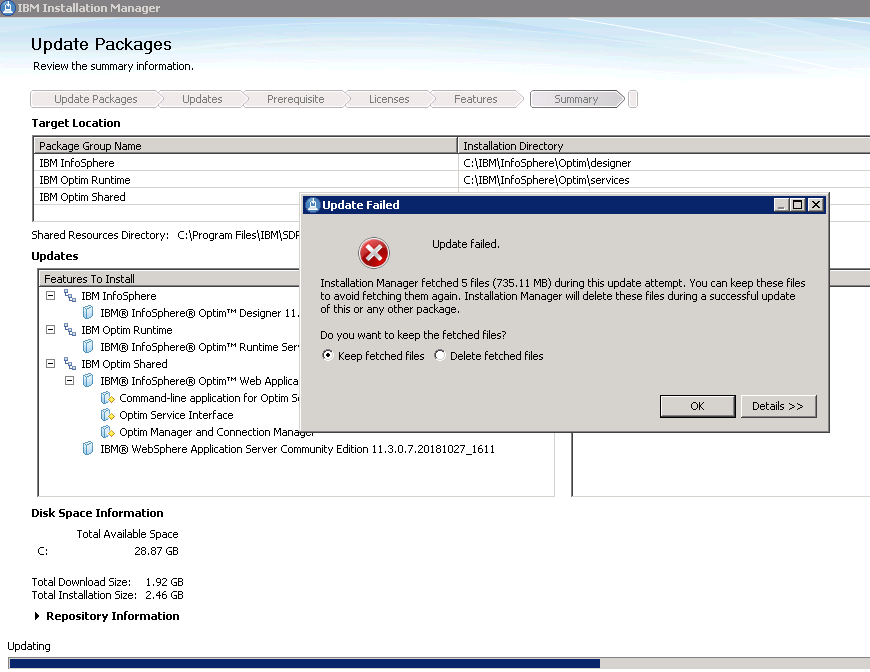 IBM Installation Manager
Update Packages
Review the summary information.
Update Packages
Updates
Prerequisite
Licenses
Features
Summary
Target Location
Package Group Name
Installation Directory
IBM InfoSphere
C:\IBM\InfoSphere\Optim\designer
IBM Optim Runtime
C:\IBM\InfoSphere\Optim\services
IBM Optim Shared
Shared Resources Directory: C:\Program Files\IBM\SDP
Updates
Features To Install
IBM InfoSphere
IBM® InfoSphere® Optim™ Designer 11.
IBM Optim Runtime
IBM® InfoSphere® Optim™ Runtime Ser
IBM Optim Shared
IBM® InfoSphere® Optim™ Web Applica
Command-line application for Optim S
Optim Service Interface
Optim Manager and Connection Manager
IBM® WebSphere Application Server Community Edition 11.3.0.7.20181027_1611
Update Failed
Update failed.
Installation Manager fetched 5 files (735.11 MB) during this update attempt. You can keep these files
to avoid fetching them again. Installation Manager will delete these files during a successful update
of this or any other package.
Do you want to keep the fetched files?
Keep fetched files
Delete fetched files
OK
Details >>
Disk Space Information
Total Available Space
C: 28.87 GB
Total Download Size: 1.92 GB
Total Installation Size: 2.46 GB
Repository Information
Updating